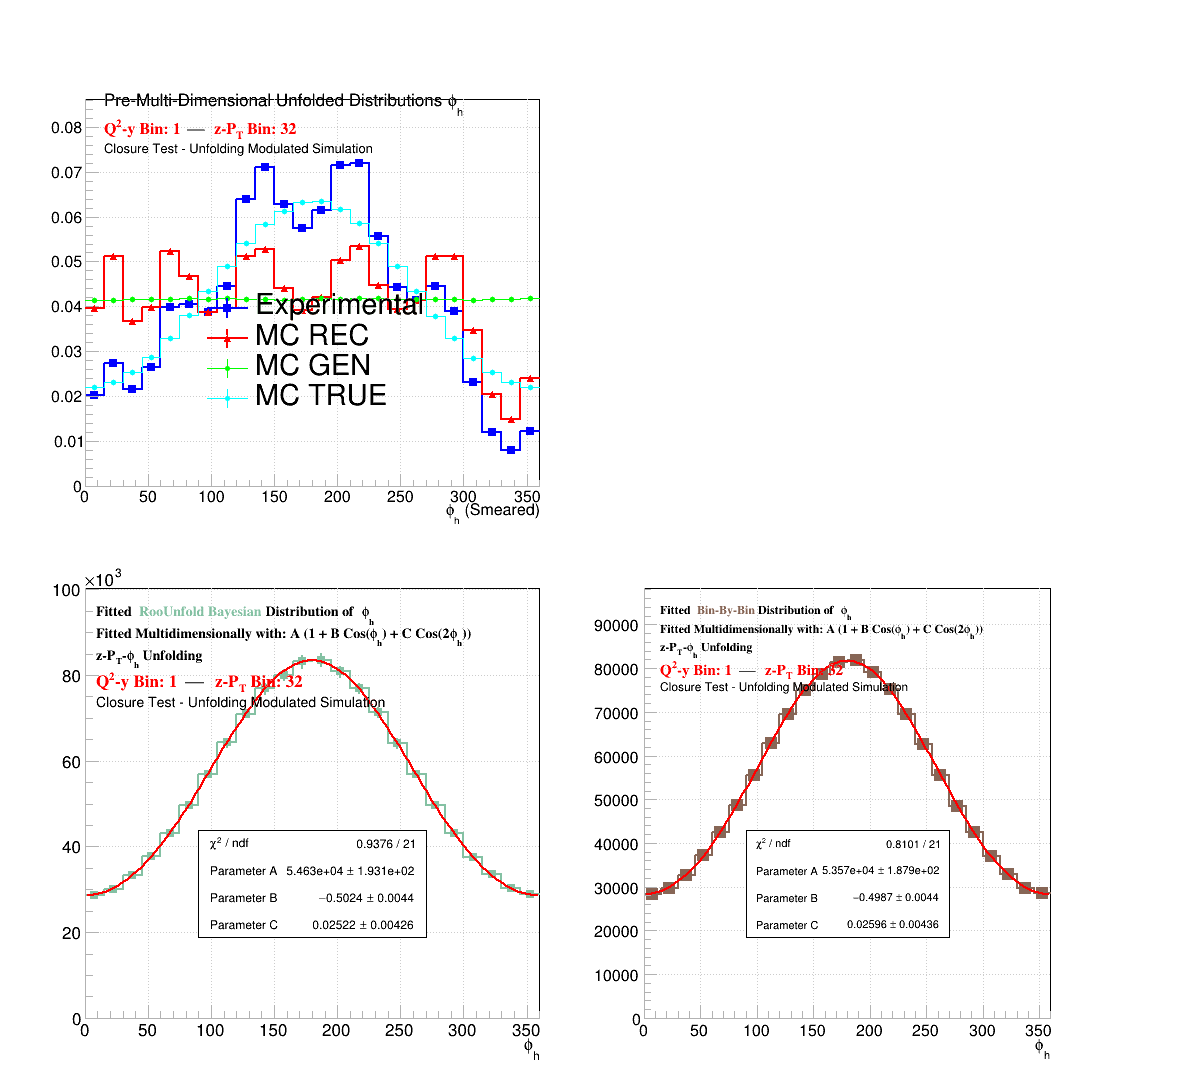 Pre-Multi-Dimensional Unfolded Distributions ϕh
Q2-y Bin: 1 — z-PT Bin: 32
Closure Test - Unfolding Modulated Simulation
0.08
0.07
0.06
0.05
0.04
0.03
0.02
0.01
0
Experimental
MC REC
MC GEN
MC TRUE
0 50 100 150 200 250 300 350
ϕh (Smeared)
×10^3
100
80
60
40
20
0
Fitted RooUnfold Bayesian Distribution of ϕh
Fitted Multidimensionally with: A (1 + B Cos(ϕh) + C Cos(2ϕh))
z-PT-ϕh Unfolding
Q2-y Bin: 1 — z-PT Bin: 32
Closure Test - Unfolding Modulated Simulation
χ2 / ndf 0.9376 / 21
Parameter A 5.463e+04 ± 1.931e+02
Parameter B −0.5024 ± 0.0044
Parameter C 0.02522 ± 0.00426
0 50 100 150 200 250 300 350
ϕh
90000
80000
70000
60000
50000
40000
30000
20000
10000
0
Fitted Bin-By-Bin Distribution of ϕh
Fitted Multidimensionally with: A (1 + B Cos(ϕh) + C Cos(2ϕh))
z-PT-ϕh Unfolding
Q2-y Bin: 1 — z-PT Bin: 32
Closure Test - Unfolding Modulated Simulation
χ2 / ndf 0.8101 / 21
Parameter A 5.357e+04 ± 1.879e+02
Parameter B −0.4987 ± 0.0044
Parameter C 0.02596 ± 0.00436
0 50 100 150 200 250 300 350
ϕh